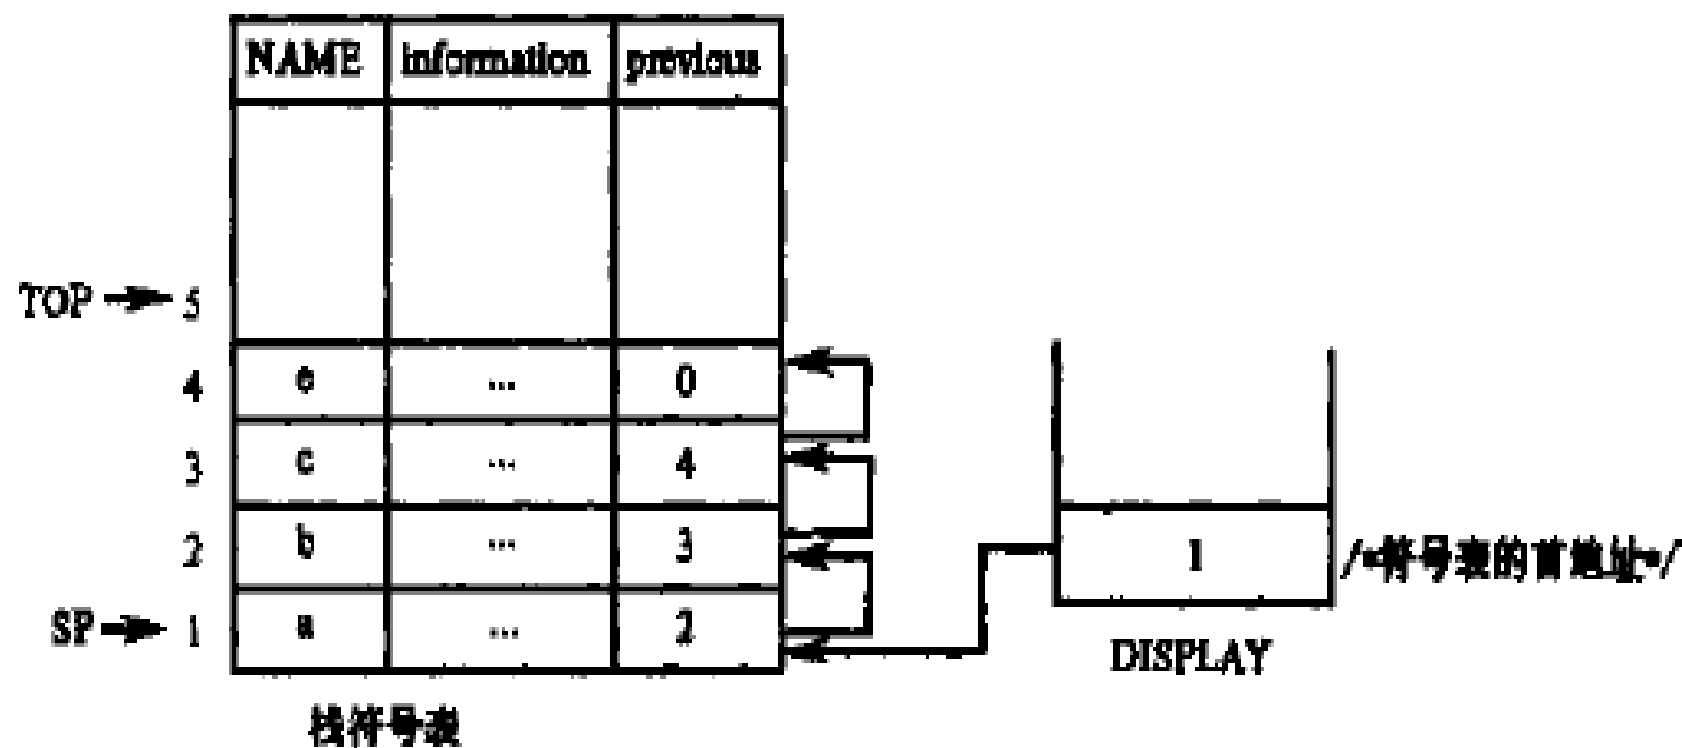 NAME information previous
TOP 5
4 e ... 0
3 c ... 4
2 b ... 3
SP 1 a ... 2
1 /*符号表的首地址*/
DISPLAY
栈符号表